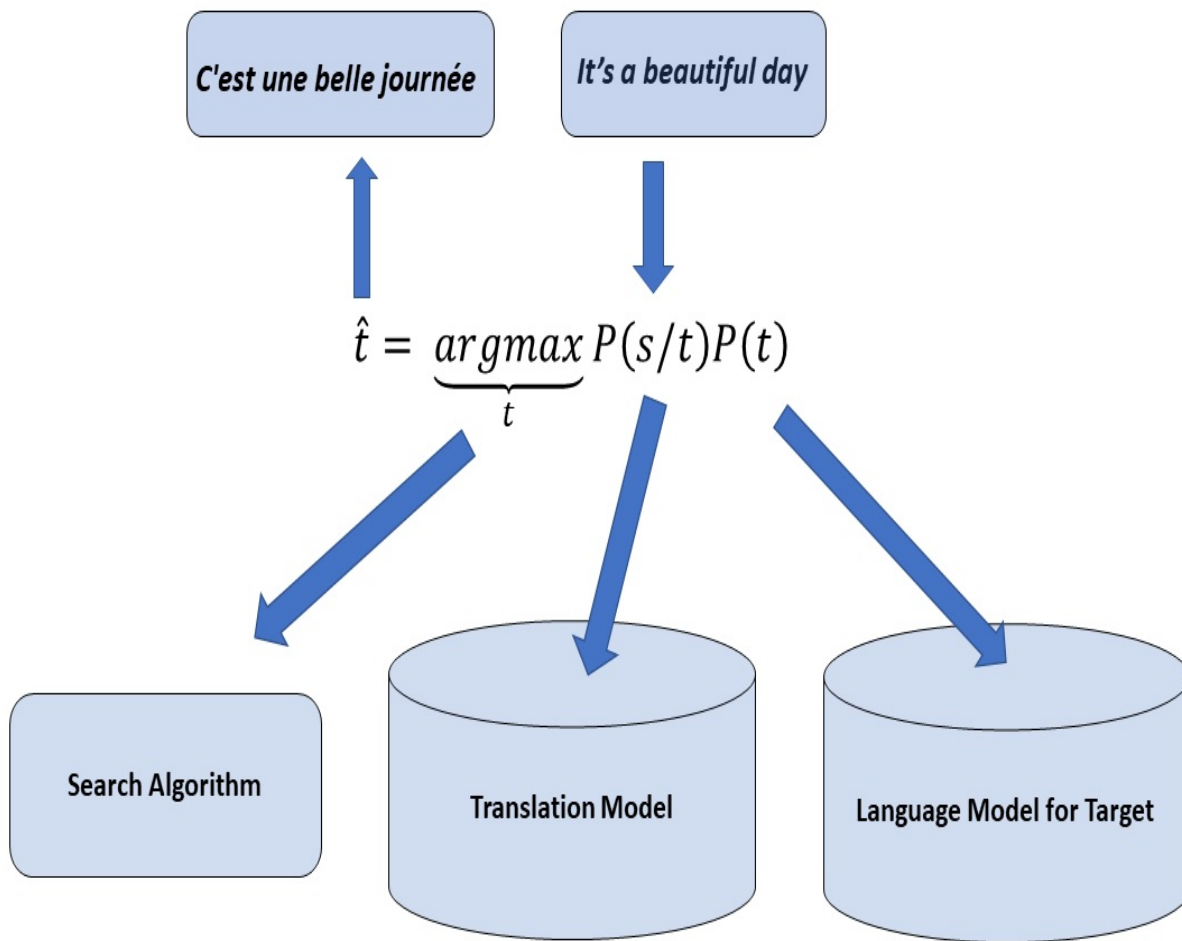 C'est une belle journée
It's a beautiful day
t̂ = argmax P(s/t)P(t)
t
Search Algorithm
Translation Model
Language Model for Target